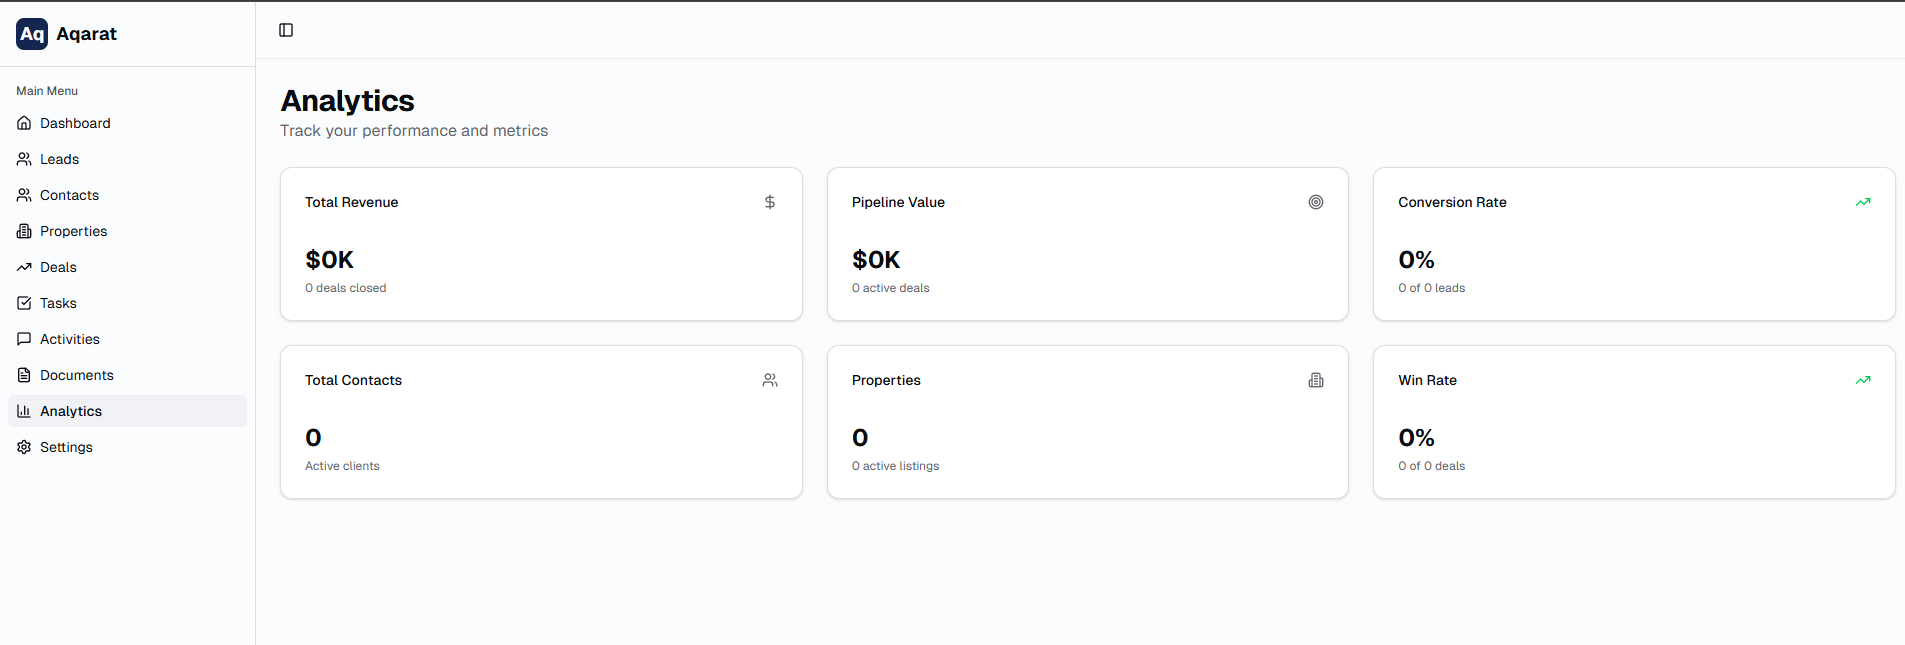 Aq Aqarat
Main Menu
Dashboard
Leads
Contacts
Properties
Deals
Tasks
Activities
Documents
Analytics
Settings
Analytics
Track your performance and metrics
Total Revenue
$0K
0 deals closed
Pipeline Value
$0K
0 active deals
Conversion Rate
0%
0 of 0 leads
Total Contacts
0
Active clients
Properties
0
0 active listings
Win Rate
0%
0 of 0 deals